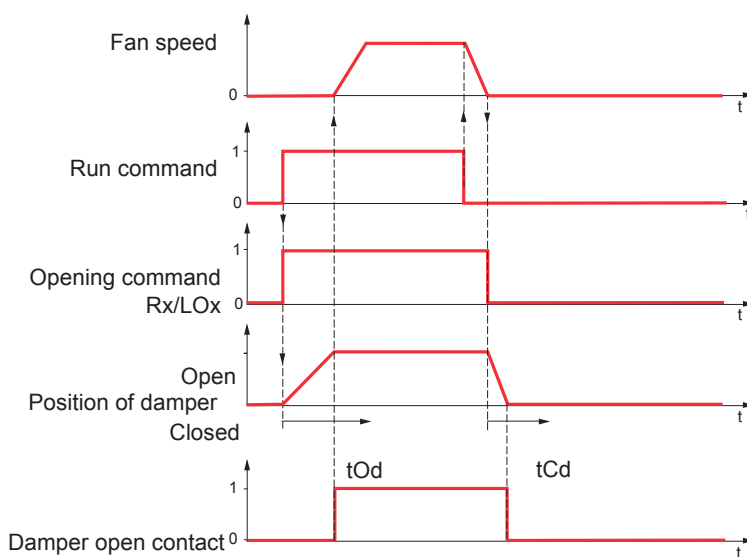 Fan speed
0
t
1
Run command
0
t
1
Opening command
Rx/LOx
0
t
Open
Position of damper
Closed
t
tOd
tCd
1
Damper open contact
0
t